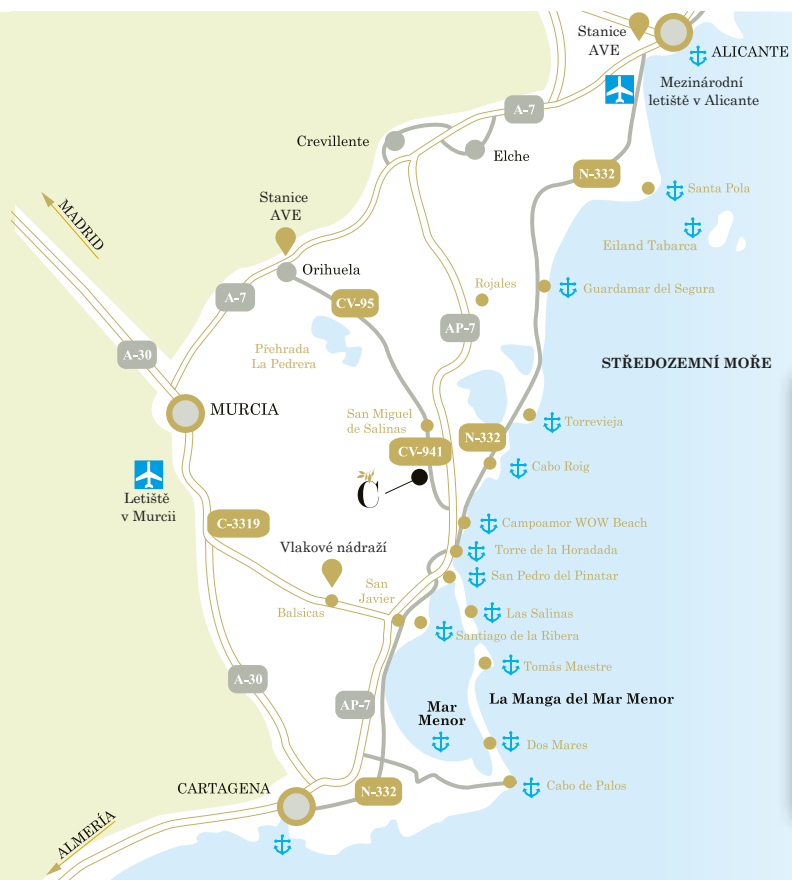 Stanice
AVE
ALICANTE
Mezinárodní
letiště v Alicante
A-7
Crevillente
Elche
N-332
Santa Pola
Stanice
AVE
MADRID
Eiland Tabarca
Orihuela
Rojales
Guardamar del Segura
A-7
CV-95
AP-7
Přehrada
La Pedrera
A-30
STŘEDOZEMNÍ MOŘE
MURCIA
San Miguel
de Salinas
Torrevieja
N-332
CV-941
Cabo Roig
C
Letiště
v Murcii
C-3319
Campoamor WOW Beach
Vlakové nádraží
Torre de la Horadada
San Pedro del Pinatar
San
Javier
Balsicas
Las Salinas
Santiago de la Ribera
Tomás Maestre
A-30
La Manga del Mar Menor
AP-7
Mar
Menor
Dos Mares
CARTAGENA
N-332
Cabo de Palos
ALMERÍA